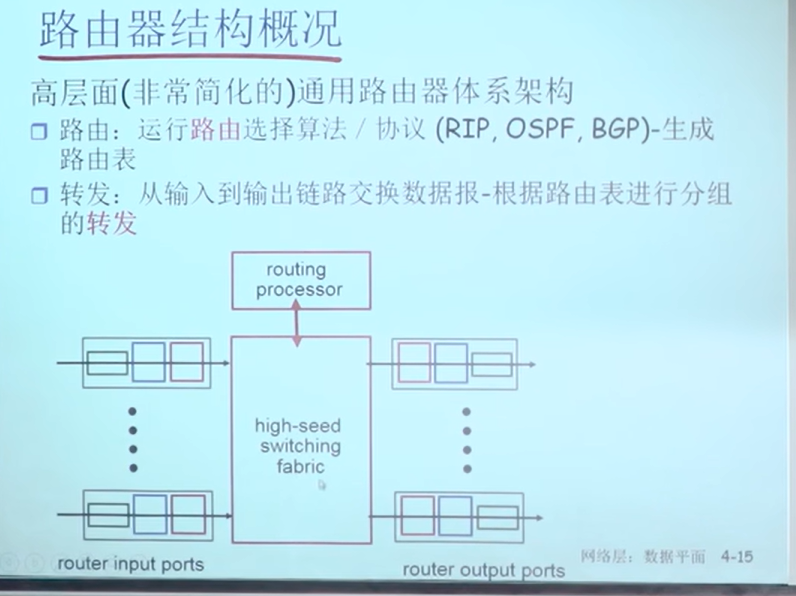 路由器结构概况
高层面(非常简化的)通用路由器体系架构
路由：运行路由选择算法／协议 (RIP, OSPF, BGP)-生成
路由表
转发：从输入到输出链路交换数据报-根据路由表进行分组
的转发
routing
processor
high-seed
switching
fabric
router input ports
router output ports
网络层：数据平面 4-15